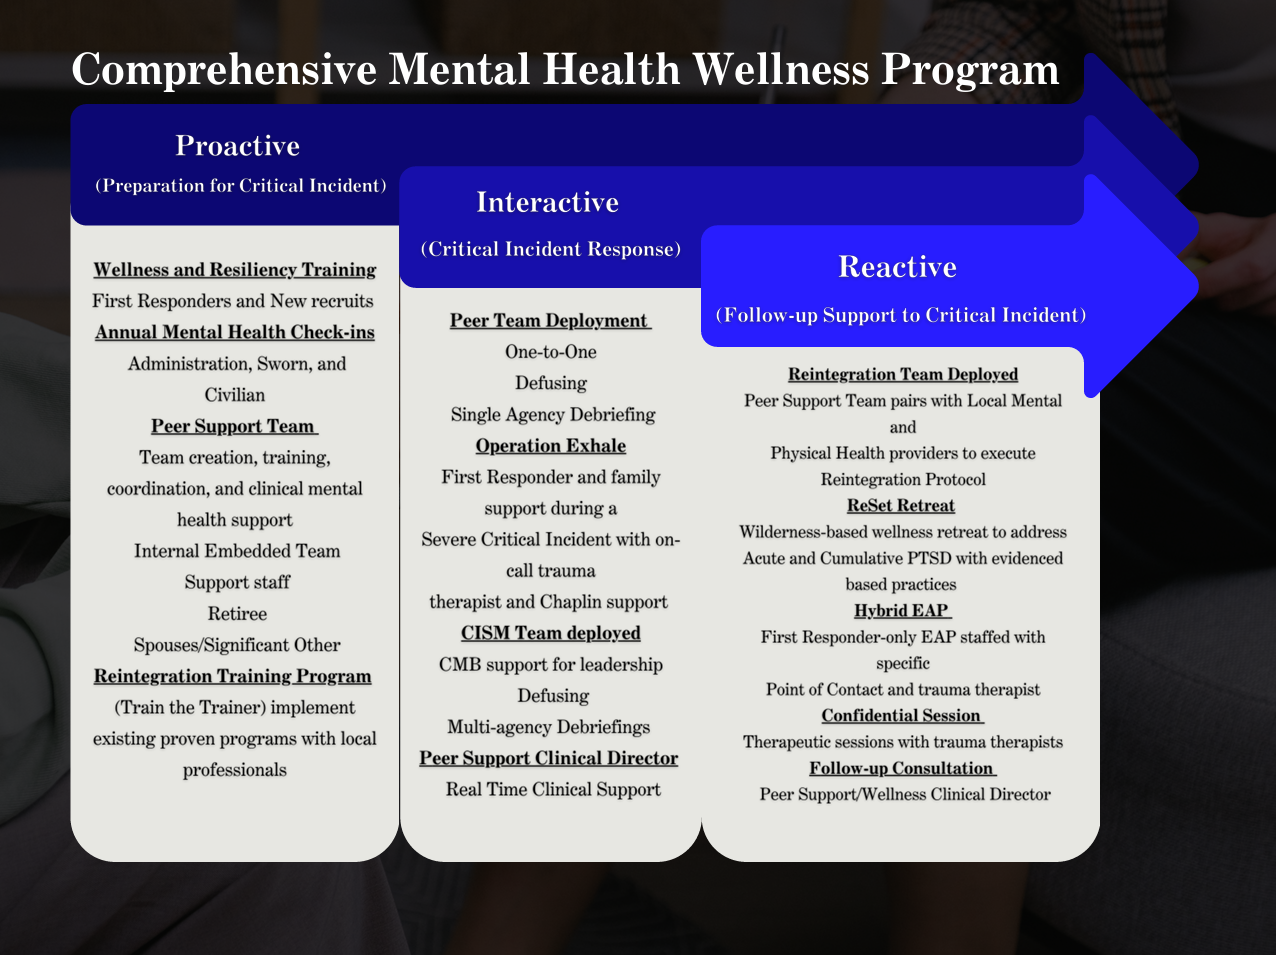 Comprehensive Mental Health Wellness Program
Proactive
(Preparation for Critical Incident)
Wellness and Resiliency Training
First Responders and New recruits
Annual Mental Health Check-ins
Administration, Sworn, and
Civilian
Peer Support Team
Team creation, training,
coordination, and clinical mental
health support
Internal Embedded Team
Support staff
Retiree
Spouses/Significant Other
Reintegration Training Program
(Train the Trainer) implement
existing proven programs with local
professionals
Interactive
(Critical Incident Response)
Peer Team Deployment
One-to-One
Defusing
Single Agency Debriefing
Operation Exhale
First Responder and family
support during a
Severe Critical Incident with on-
call trauma
therapist and Chaplin support
CISM Team deployed
CMB support for leadership
Defusing
Multi-agency Debriefings
Peer Support Clinical Director
Real Time Clinical Support
Reactive
(Follow-up Support to Critical Incident)
Reintegration Team Deployed
Peer Support Team pairs with Local Mental
and
Physical Health providers to execute
Reintegration Protocol
ReSet Retreat
Wilderness-based wellness retreat to address
Acute and Cumulative PTSD with evidenced
based practices
Hybrid EAP
First Responder-only EAP staffed with
specific
Point of Contact and trauma therapist
Confidential Session
Therapeutic sessions with trauma therapists
Follow-up Consultation
Peer Support/Wellness Clinical Director